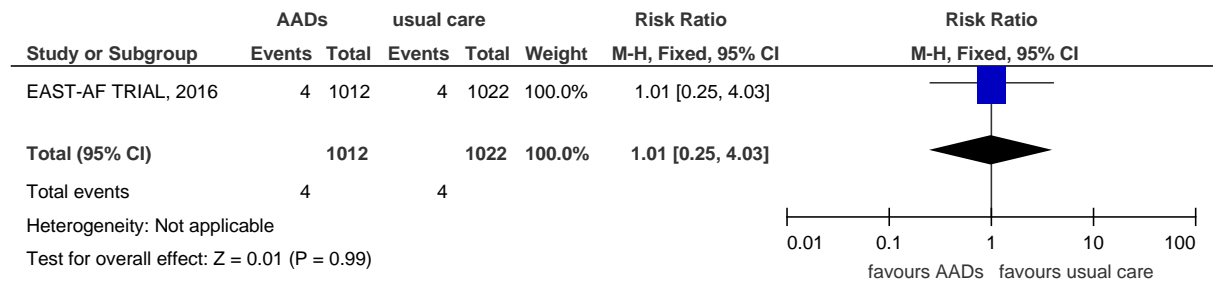 AADs usual care Risk Ratio Risk Ratio
Study or Subgroup Events Total Events Total Weight M-H, Fixed, 95% CI M-H, Fixed, 95% CI
EAST-AF TRIAL, 2016 4 1012 4 1022 100.0% 1.01 [0.25, 4.03]
Total (95% CI) 1012 1022 100.0% 1.01 [0.25, 4.03]
Total events 4 4
Heterogeneity: Not applicable
Test for overall effect: Z = 0.01 (P = 0.99)
0.01 0.1 1 10 100
favours AADs favours usual care